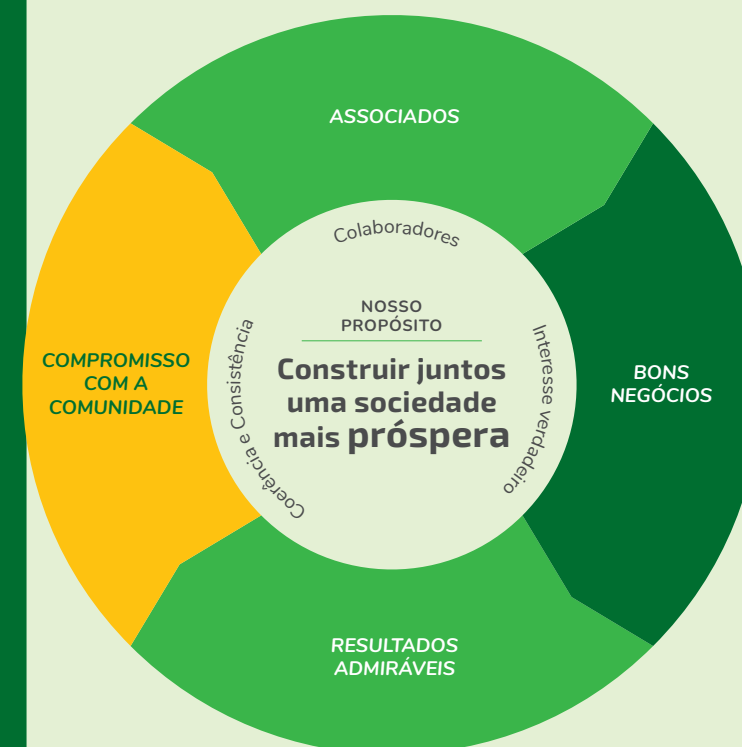 ASSOCIADOS
Colaboradores
NOSSO
PROPÓSITO
Construir juntos
uma sociedade
mais próspera
Coerência e Consistência
Interesse verdadeiro
COMPROMISSO
COM A
COMUNIDADE
BONS
NEGÓCIOS
RESULTADOS
ADMIRÁVEIS